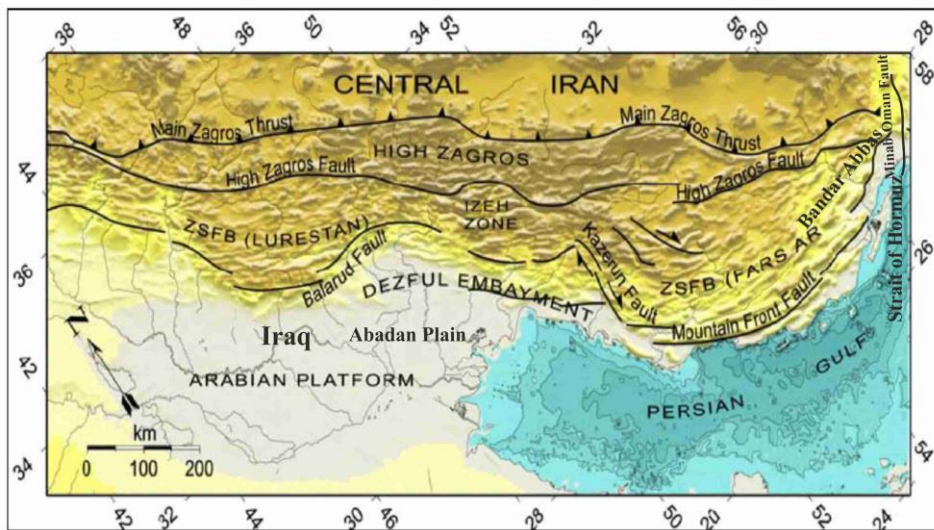 38 48 36 50 34 52 32 56 30 28
58
CENTRAL IRAN
Main Zagros Thrust
Main Zagros Thrust
Minab Oman Fault
HIGH ZAGROS
High Zagros Fault
High Zagros Fault
Bandar Abbas
IZEH
ZONE
ZSFB (LURESTAN)
Balarud Fault
Kazerun Fault
ZSFB (FARS AR
Strait of Hormuz
DEZFUL EMBAYMENT
Mountain Front Fault
Iraq
Abadan Plain
ARABIAN PLATFORM
PERSIAN GULF
N
km
0 100 200
44
36
42
34
26
54
42 32 44 30 46 28 50 52 24